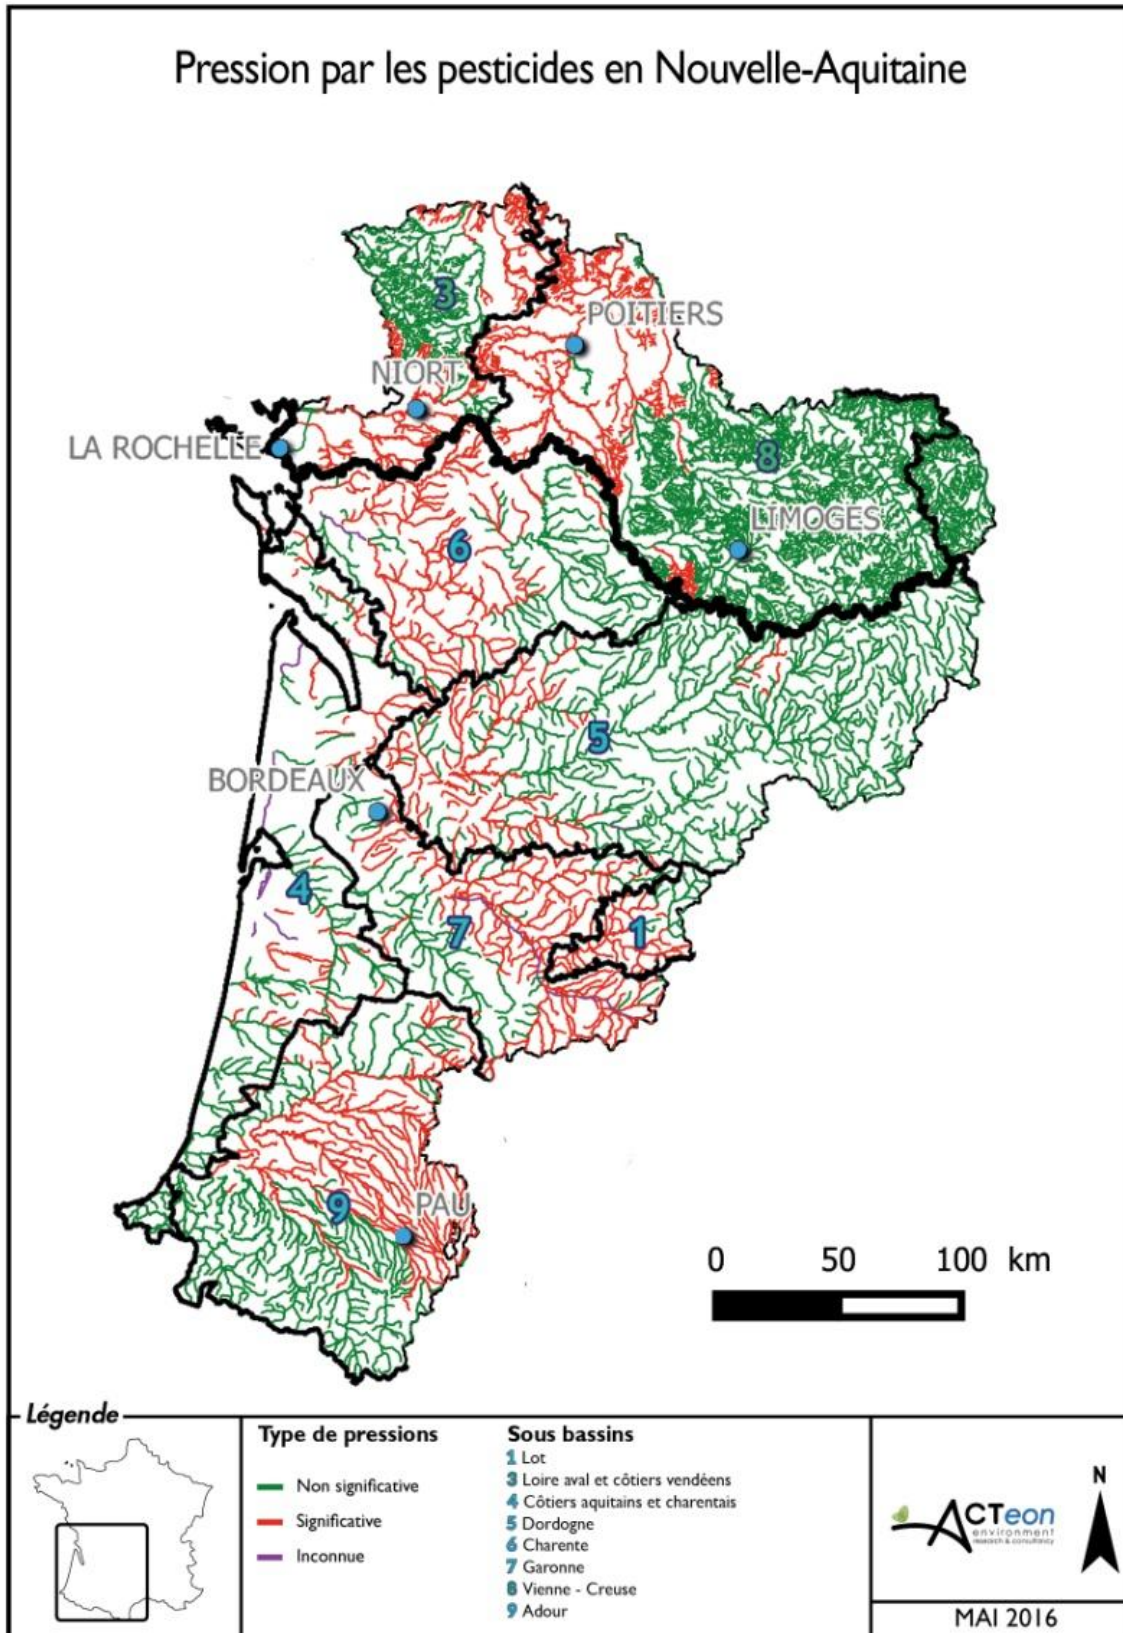 Pression par les pesticides en Nouvelle-Aquitaine
3
POITIERS
NIORT
LA ROCHELLE
8
LIMOGES
6
5
BORDEAUX
4
7
1
9
PAU
0 50 100 km
Légende
Type de pressions
Non significative
Significative
Inconnue
Sous bassins
1 Lot
3 Loire aval et côtiers vendéens
4 Côtiers aquitains et charentais
5 Dordogne
6 Charente
7 Garonne
8 Vienne - Creuse
9 Adour
ACTeon
environment
research & consultancy
N
MAI 2016